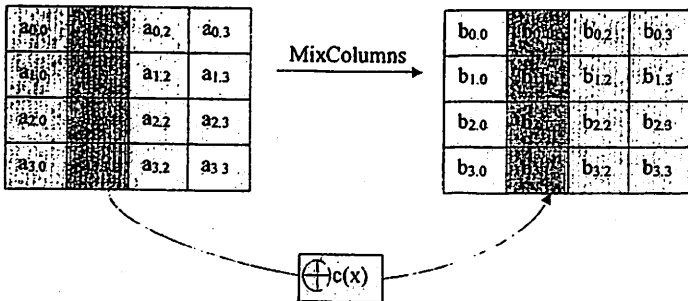 a0.0 a0,2 a0.3 b0.0 b0,2 b0.3
MixColumns
a1.0 a1.2 a1.3 b1.0 b1.2 b1.3
a2.0 a2.2 a2.3 b2.0 b2.2 b2.3
a3.0 a3.2 a3.3 b3.0 b3.2 b3.3
⊕c(x)